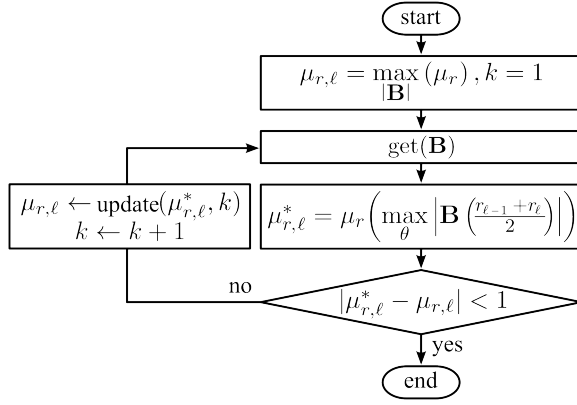 start
μ_{r,ℓ} = max_{|B|} (μ_r), k = 1
get(B)
μ_{r,ℓ} ← update(μ*_{r,ℓ}, k)
k ← k + 1
μ*_{r,ℓ} = μ_r( max_θ |B( (r_{ℓ−1} + r_ℓ)/2 )| )
no
|μ*_{r,ℓ} − μ_{r,ℓ}| < 1
yes
end